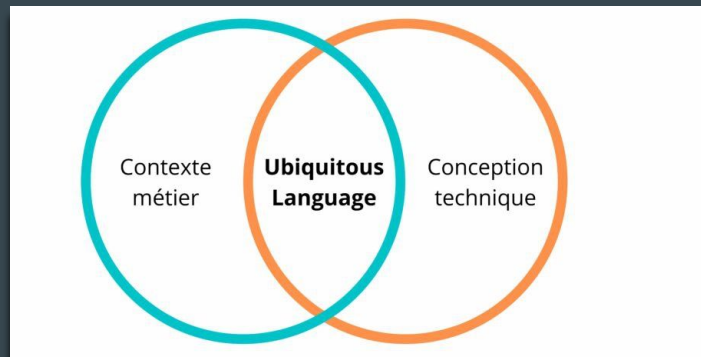 Contexte
métier
Ubiquitous
Language
Conception
technique